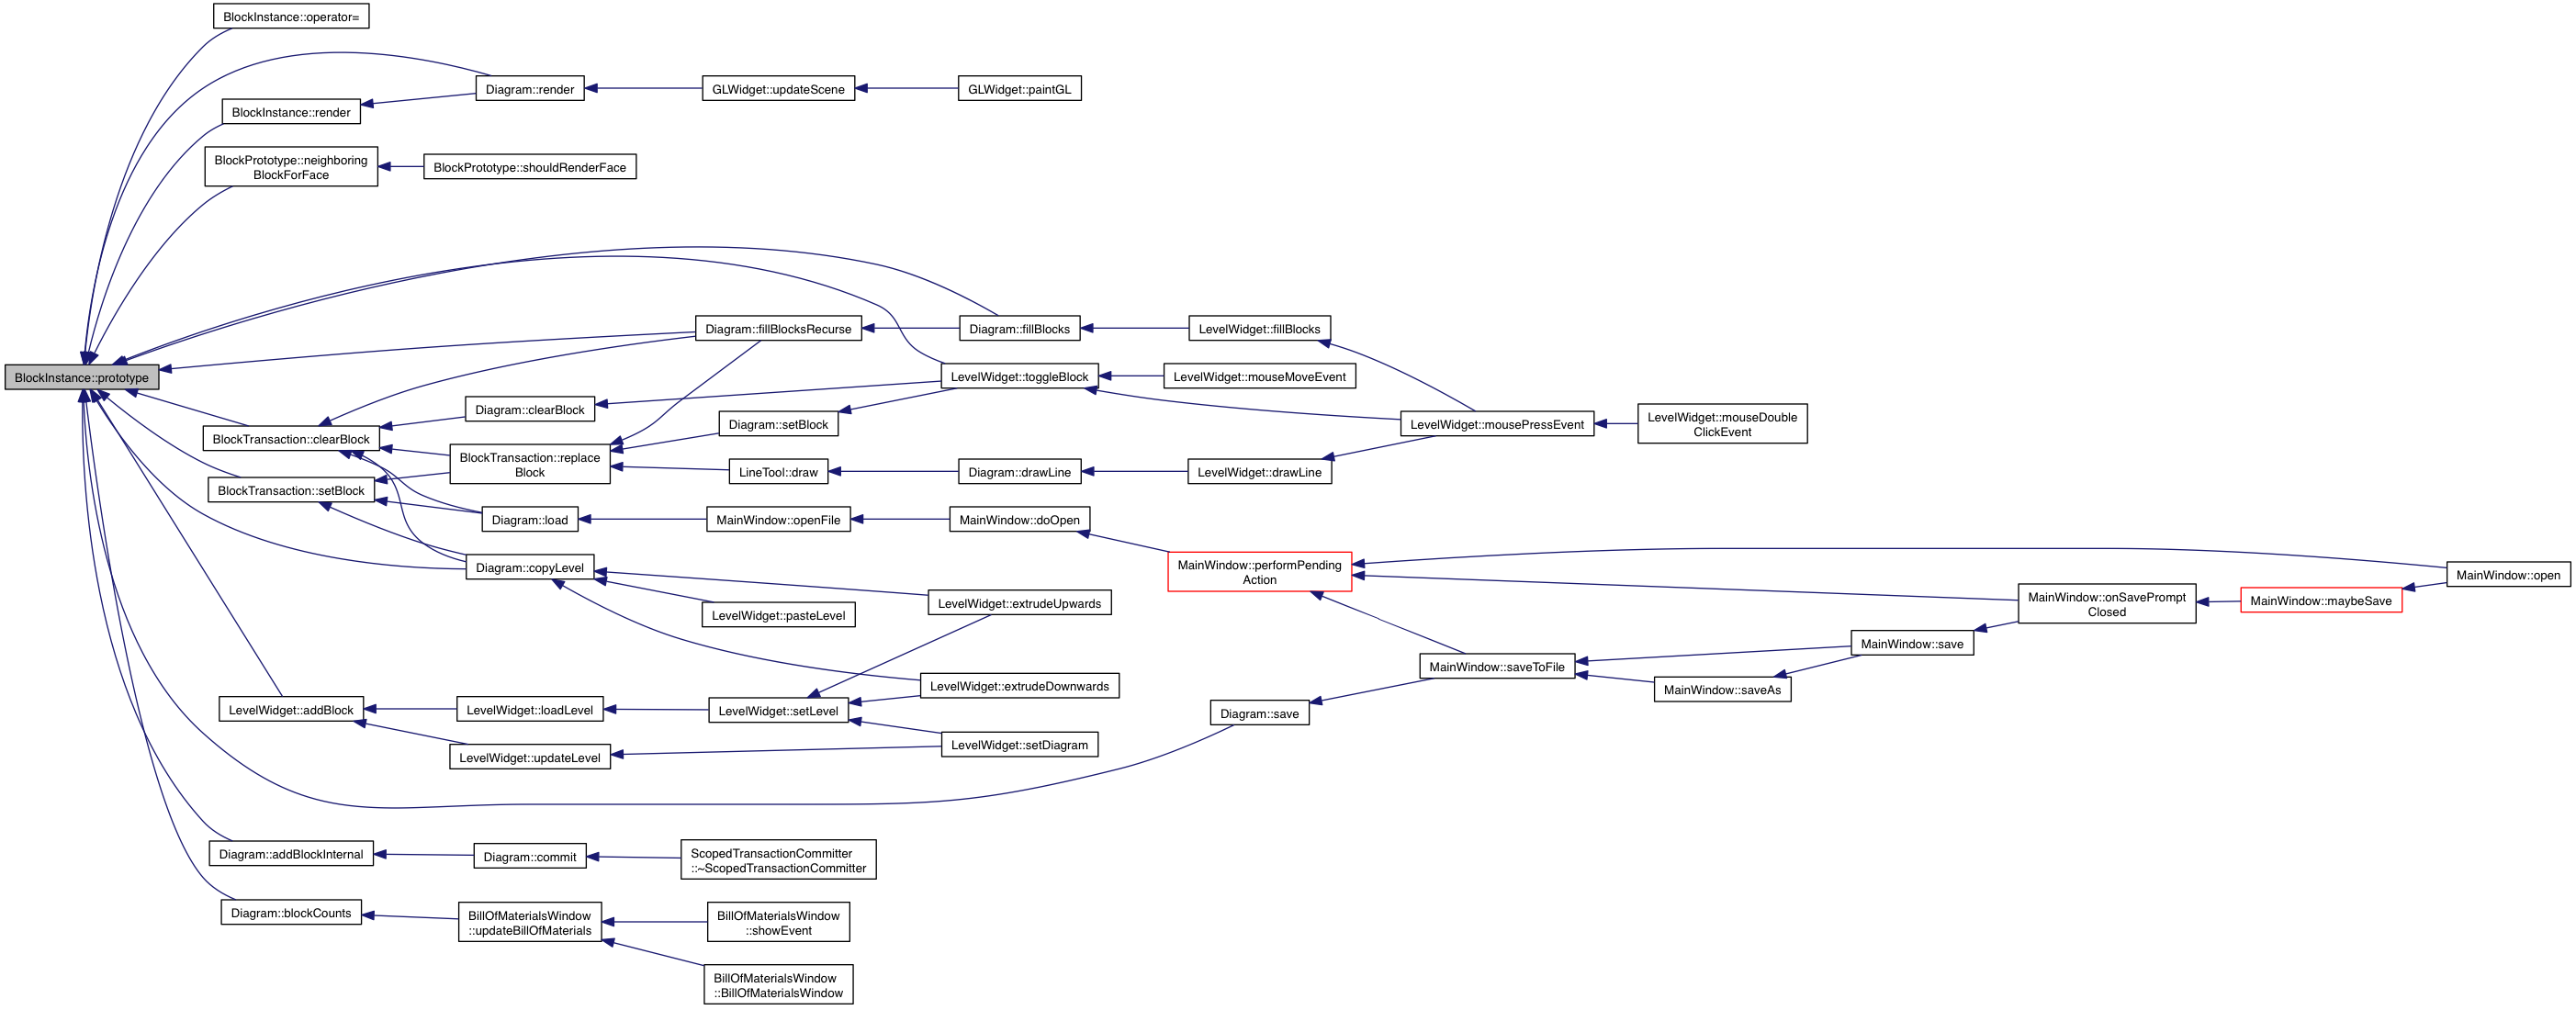 BlockInstance::operator=
Diagram::render
GLWidget::updateScene
GLWidget::paintGL
BlockInstance::render
BlockPrototype::neighboring
BlockForFace
BlockPrototype::shouldRenderFace
Diagram::fillBlocksRecurse
Diagram::fillBlocks
LevelWidget::fillBlocks
BlockInstance::prototype
LevelWidget::toggleBlock
LevelWidget::mouseMoveEvent
Diagram::clearBlock
Diagram::setBlock
LevelWidget::mousePressEvent
LevelWidget::mouseDouble
ClickEvent
BlockTransaction::clearBlock
BlockTransaction::replace
Block
LineTool::draw
Diagram::drawLine
LevelWidget::drawLine
BlockTransaction::setBlock
Diagram::load
MainWindow::openFile
MainWindow::doOpen
Diagram::copyLevel
MainWindow::performPending
Action
MainWindow::open
LevelWidget::extrudeUpwards
LevelWidget::pasteLevel
MainWindow::onSavePrompt
Closed
MainWindow::maybeSave
MainWindow::save
MainWindow::saveToFile
MainWindow::saveAs
LevelWidget::extrudeDownwards
LevelWidget::addBlock
LevelWidget::loadLevel
LevelWidget::setLevel
Diagram::save
LevelWidget::setDiagram
LevelWidget::updateLevel
Diagram::addBlockInternal
Diagram::commit
ScopedTransactionCommitter
::~ScopedTransactionCommitter
Diagram::blockCounts
BillOfMaterialsWindow
::updateBillOfMaterials
BillOfMaterialsWindow
::showEvent
BillOfMaterialsWindow
::BillOfMaterialsWindow